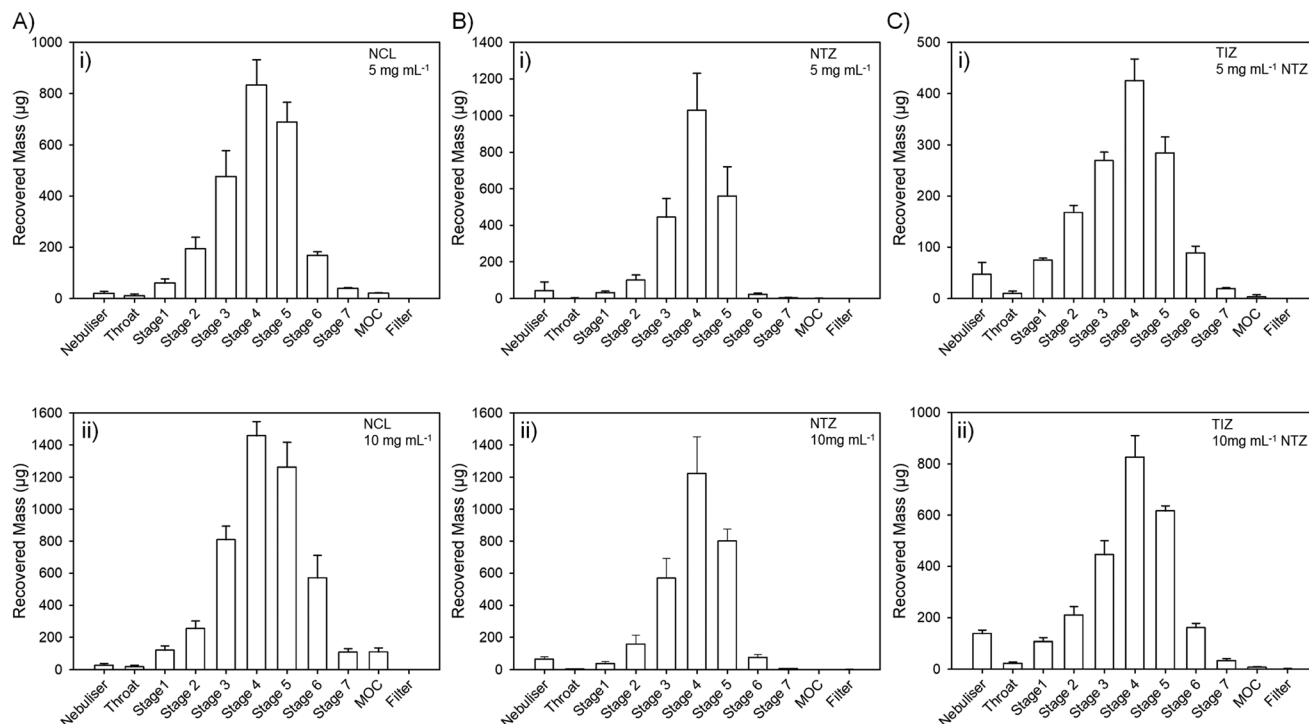 A)
i)
NCL
5 mg mL⁻¹
Recovered Mass (µg)
1000
800
600
400
200
0
Nebuliser
Throat
Stage1
Stage 2
Stage 3
Stage 4
Stage 5
Stage 6
Stage 7
MOC
Filter
B)
i)
NTZ
5 mg mL⁻¹
Recovered Mass (µg)
1400
1200
1000
800
600
400
200
0
Nebuliser
Throat
Stage1
Stage 2
Stage 3
Stage 4
Stage 5
Stage 6
Stage 7
MOC
Filter
C)
i)
TIZ
5 mg mL⁻¹ NTZ
Recovered Mass (µg)
500
400
300
200
100
0
Nebuliser
Throat
Stage1
Stage 2
Stage 3
Stage 4
Stage 5
Stage 6
Stage 7
MOC
Filter
ii)
NCL
10 mg mL⁻¹
Recovered Mass (µg)
1600
1400
1200
1000
800
600
400
200
0
Nebuliser
Throat
Stage1
Stage 2
Stage 3
Stage 4
Stage 5
Stage 6
Stage 7
MOC
Filter
ii)
NTZ
10mg mL⁻¹
Recovered Mass (µg)
1600
1400
1200
1000
800
600
400
200
0
Nebuliser
Throat
Stage1
Stage 2
Stage 3
Stage 4
Stage 5
Stage 6
Stage 7
MOC
Filter
ii)
TIZ
10mg mL⁻¹ NTZ
Recovered Mass (µg)
1000
800
600
400
200
0
Nebuliser
Throat
Stage1
Stage 2
Stage 3
Stage 4
Stage 5
Stage 6
Stage 7
MOC
Filter